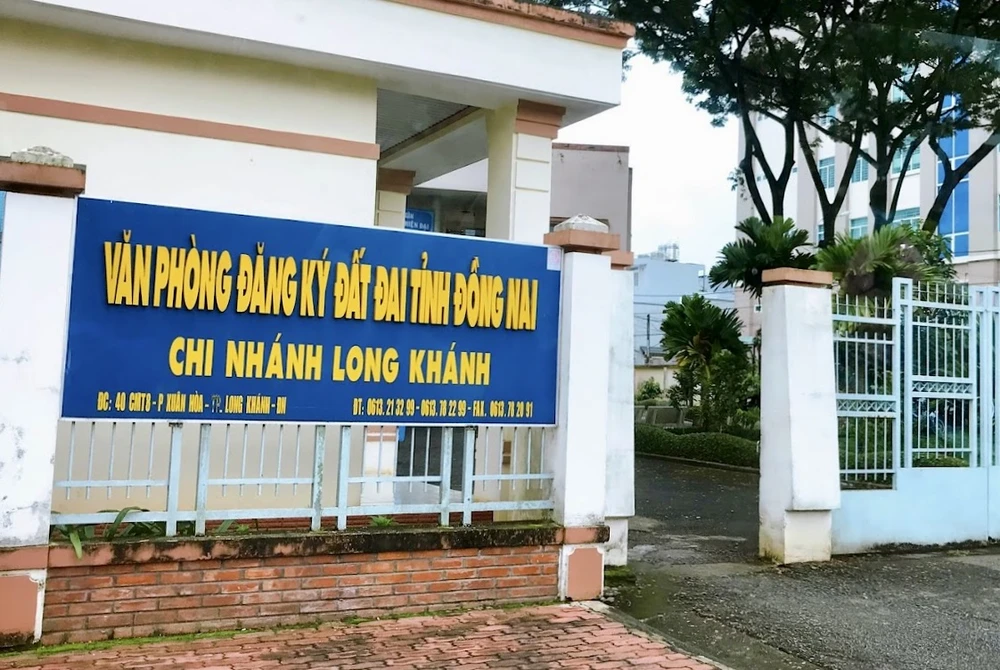 VĂN PHÒNG ĐĂNG KÝ ĐẤT ĐAI TỈNH ĐỒNG NAI
CHI NHÁNH LONG KHÁNH
ĐC: 40 CMT8 - P XUÂN HÒA - TP. LONG KHÁNH - ĐN
ĐT: 0613. 21 32 99 - 0613. 78 22 99 - FAX. 0613. 78 20 91